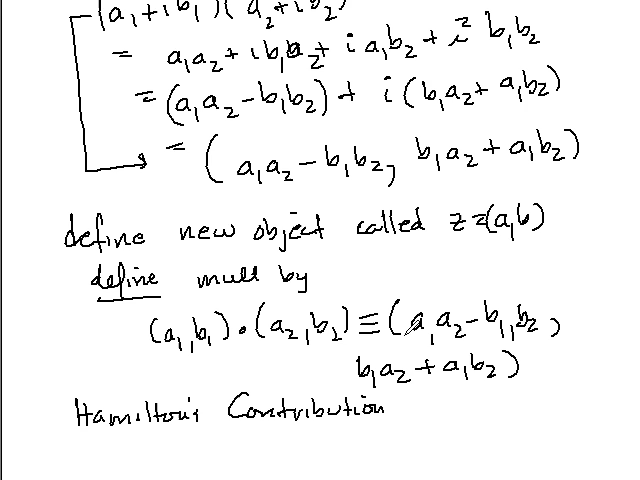 (a₁+ib₁)(a₂+ib₂)
= a₁a₂ + ib₁a₂ + i a₁b₂ + i² b₁b₂
= (a₁a₂ - b₁b₂) + i (b₁a₂ + a₁b₂)
= (a₁a₂ - b₁b₂, b₁a₂ + a₁b₂)
define new object called z=(a,b)
define mult by
(a₁,b₁)•(a₂,b₂) ≡ (a₁a₂ - b₁b₂,
b₁a₂ + a₁b₂)
Hamilton's Contribution